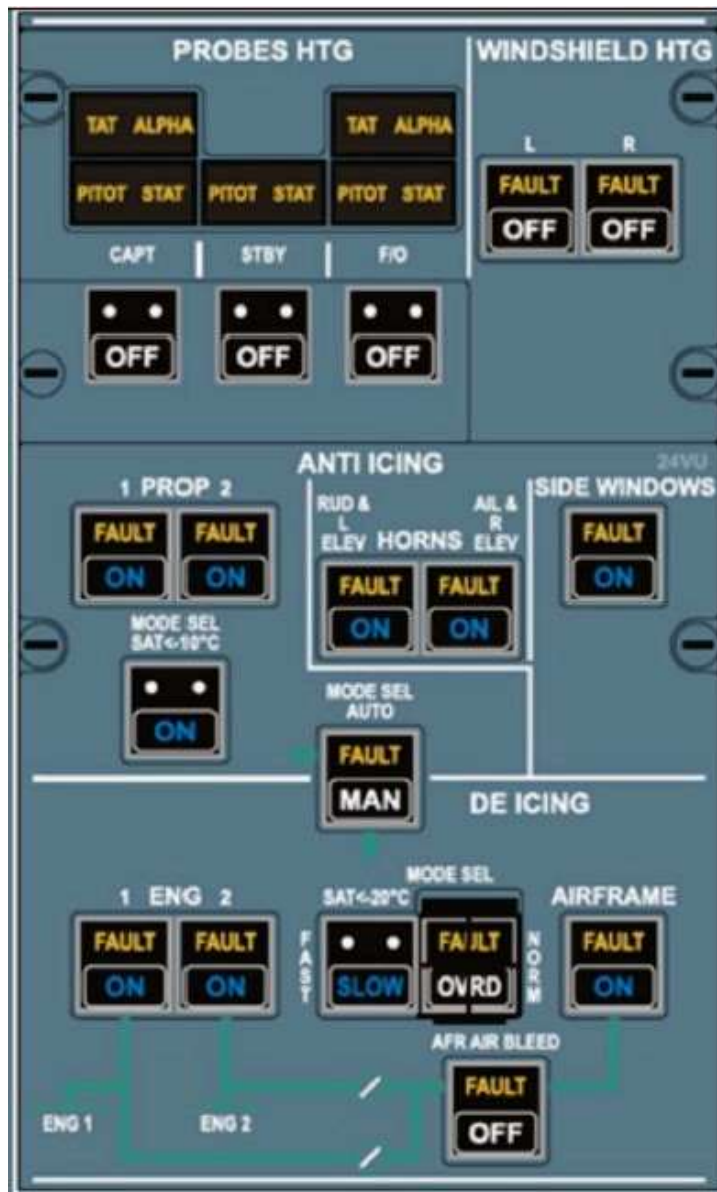 PROBES HTG
WINDSHIELD HTG
TAT ALPHA
TAT ALPHA
PITOT STAT
PITOT STAT
PITOT STAT
CAPT
STBY
F/O
L
R
FAULT
FAULT
OFF
OFF
OFF
OFF
OFF
ANTI ICING
24VU
1 PROP 2
FAULT
FAULT
ON
ON
RUD &
L
ELEV
HORNS
AIL &
R
ELEV
FAULT
FAULT
ON
ON
SIDE WINDOWS
FAULT
ON
MODE SEL
SAT<-10°C
ON
MODE SEL
AUTO
FAULT
MAN
DE ICING
1 ENG 2
FAULT
FAULT
ON
ON
SAT<-20°C
MODE SEL
FAST
SLOW
FAULT
OVRD
NORM
AIRFRAME
FAULT
ON
AFR AIR BLEED
FAULT
OFF
ENG 1
ENG 2